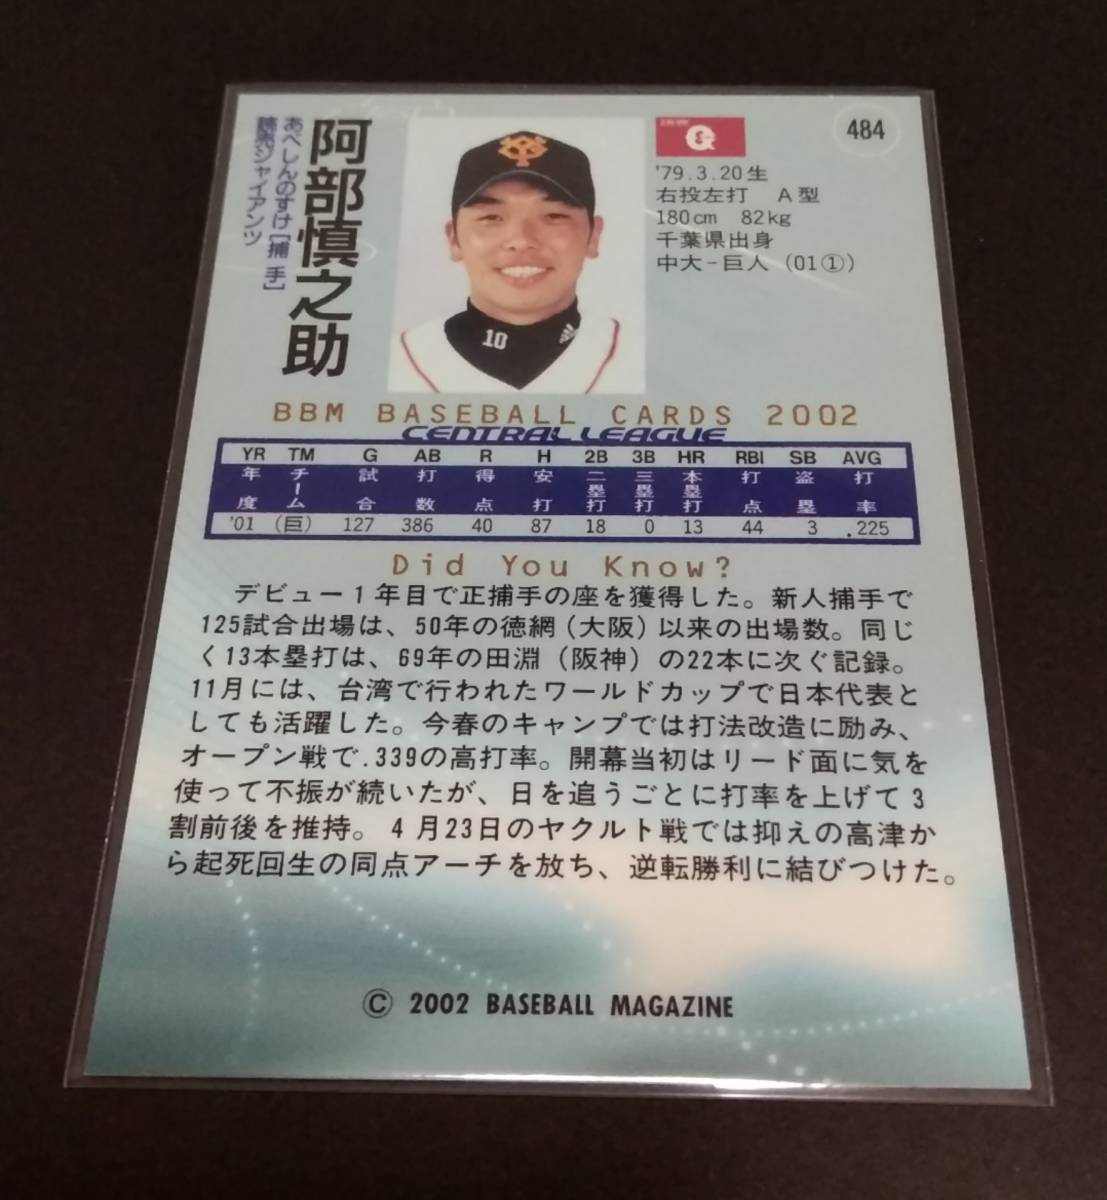 484
阿部慎之助
あべしんのすけ［捕手］
読売ジャイアンツ
'79.3.20生
右投左打 A型
180cm 82kg
千葉県出身
中大－巨人（01①）
10
BBM BASEBALL CARDS 2002
CENTRAL LEAGUE
YR TM G AB R H 2B 3B HR RBI SB AVG
年度 チーム 試合 打数 得点 安打 二塁打 三塁打 本塁打 打点 盗塁 打率
'01 （巨） 127 386 40 87 18 0 13 44 3 .225
Did You Know?
デビュー1年目で正捕手の座を獲得した。新人捕手で
125試合出場は、50年の徳網（大阪）以来の出場数。同じ
く13本塁打は、69年の田淵（阪神）の22本に次ぐ記録。
11月には、台湾で行われたワールドカップで日本代表と
しても活躍した。今春のキャンプでは打法改造に励み、
オープン戦で.339の高打率。開幕当初はリード面に気を
使って不振が続いたが、日を追うごとに打率を上げて3
割前後を推持。4月23日のヤクルト戦では抑えの高津か
ら起死回生の同点アーチを放ち、逆転勝利に結びつけた。
© 2002 BASEBALL MAGAZINE